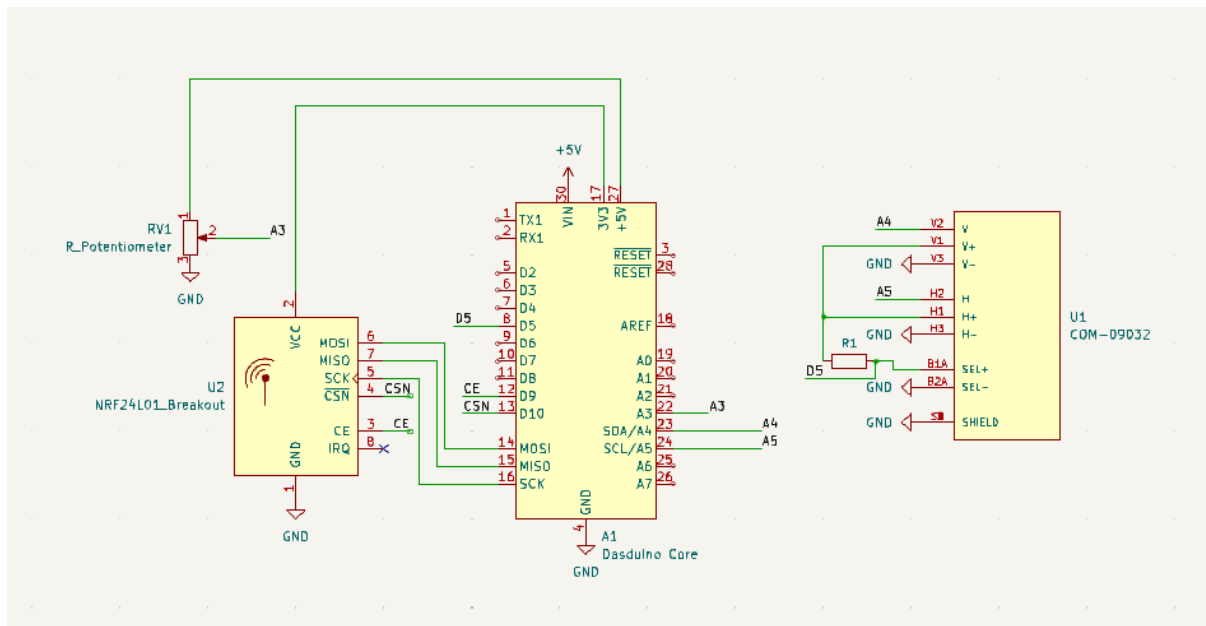 +5V
30
17
27
VIN
3V3
+5V
1
TX1
2
RX1
RESET
3
RESET
28
5
D2
6
D3
7
D4
D5
8
D5
AREF
18
9
D6
10
D7
A0
19
11
D8
A1
20
CE
12
D9
A2
21
CSN
13
D10
A3
22
A3
SDA/A4
23
A4
14
MOSI
SCL/A5
24
A5
15
MISO
A6
25
16
SCK
A7
26
GND
4
A1
Dasduino Core
GND
RV1
R_Potentiometer
1
2
A3
3
GND
2
VCC
MOSI
6
MISO
7
SCK
5
CSN
4
CSN
U2
NRF24L01_Breakout
CE
3
CE
IRQ
8
GND
1
GND
A4
V2
V
V1
V+
GND
V3
V-
A5
H2
H
H1
H+
GND
H3
H-
U1
COM-09032
R1
D5
B1A
SEL+
GND
B2A
SEL-
GND
SHIELD